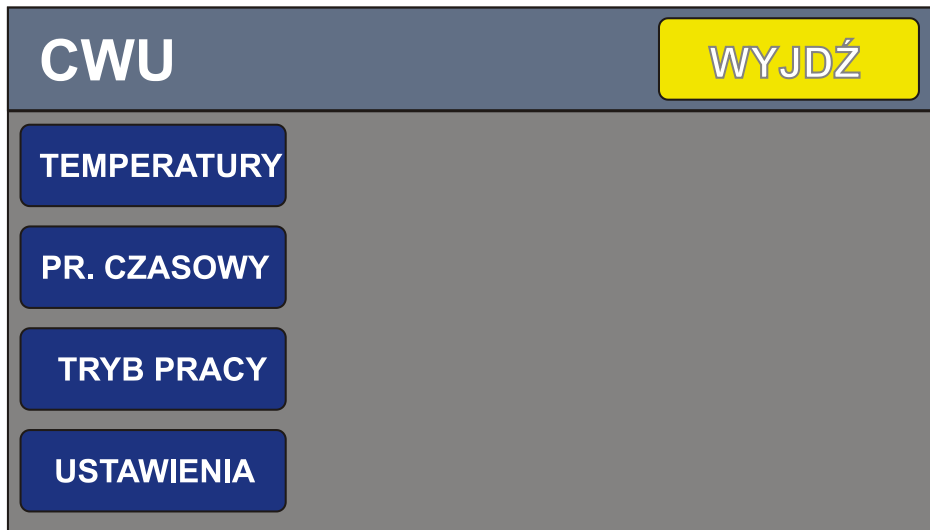 CWU
WYJDŹ
TEMPERATURY
PR. CZASOWY
TRYB PRACY
USTAWIENIA